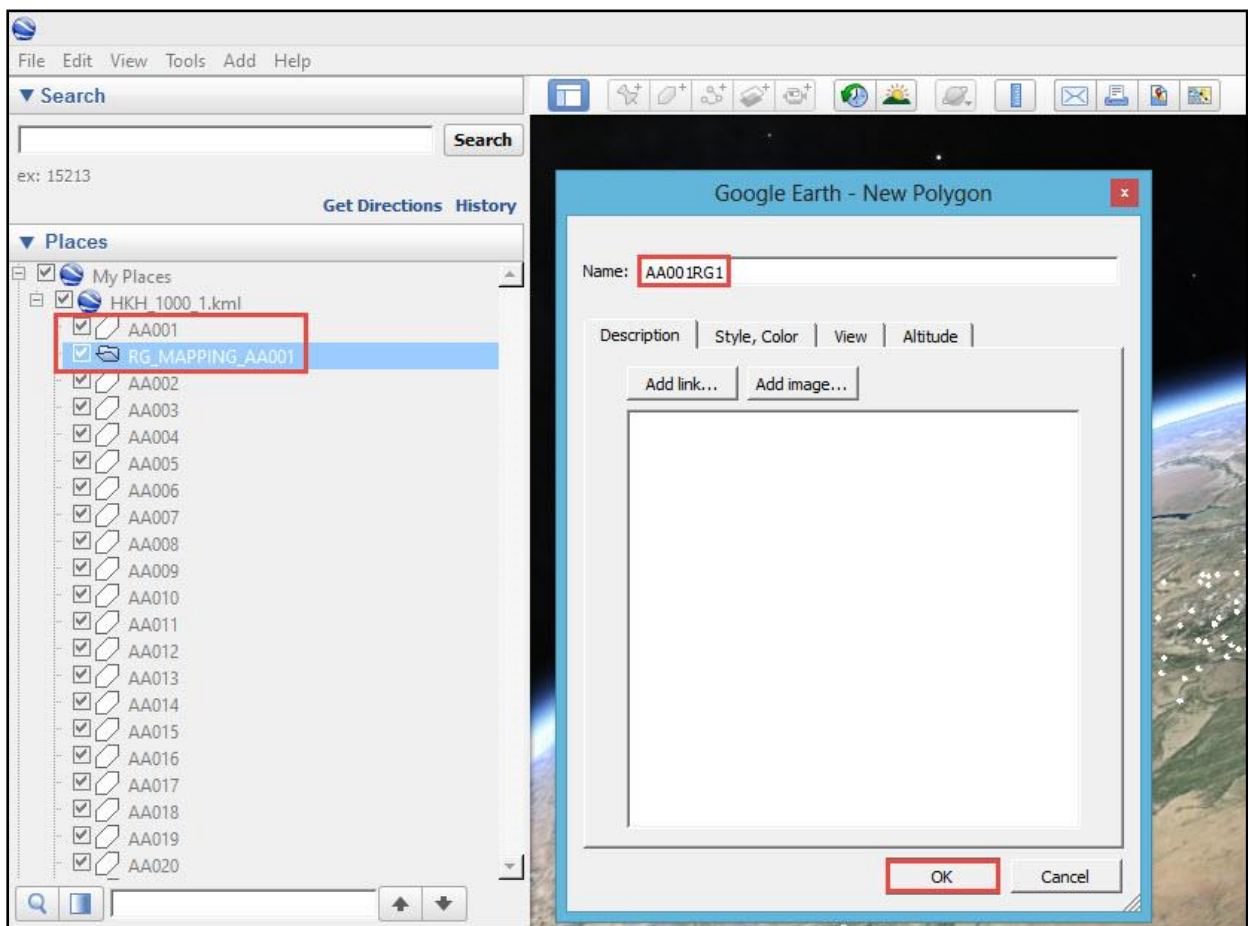 File Edit View Tools Add Help
▼ Search
Search
ex: 15213
Get Directions History
▼ Places
My Places
HKH_1000_1.kml
AA001
RG_MAPPING_AA001
AA002
AA003
AA004
AA005
AA006
AA007
AA008
AA009
AA010
AA011
AA012
AA013
AA014
AA015
AA016
AA017
AA018
AA019
AA020
Google Earth - New Polygon
x
Name: AA001RG1
Description Style, Color View Altitude
Add link... Add image...
OK Cancel